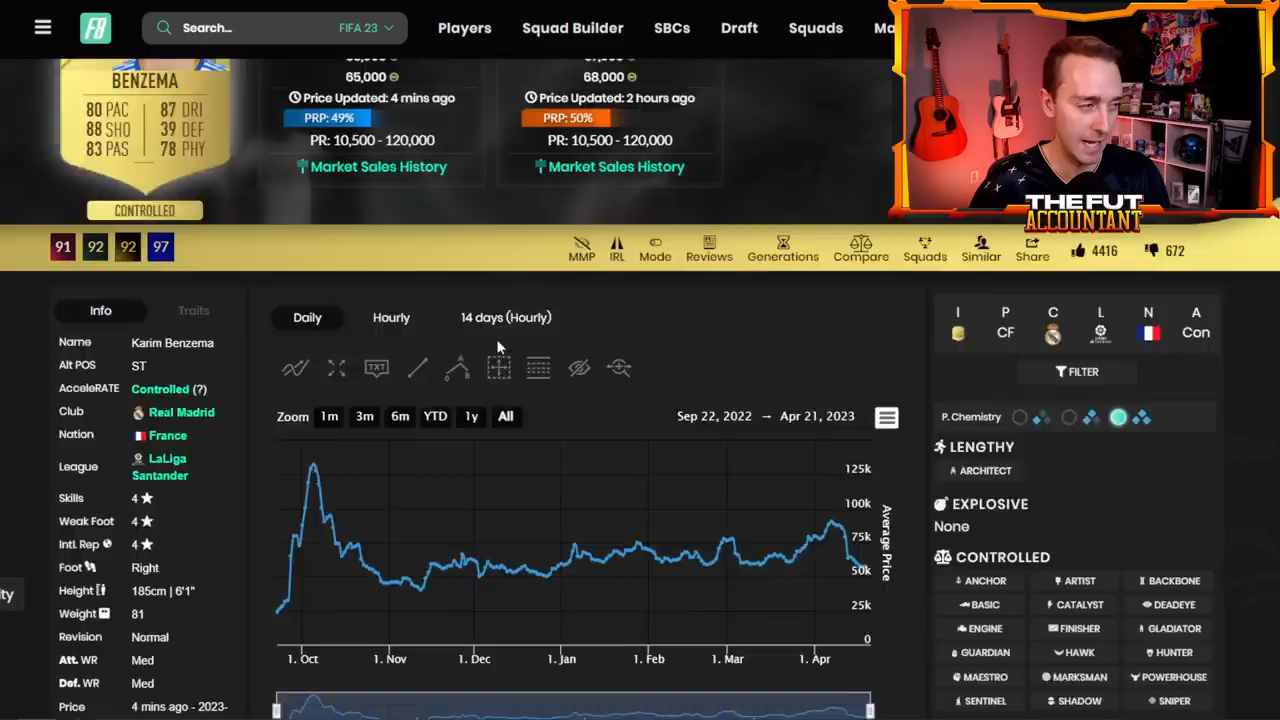 FB
Search...
FIFA 23
Players
Squad Builder
SBCs
Draft
Squads
BENZEMA
80 PAC
87 DRI
88 SHO
39 DEF
83 PAS
78 PHY
CONTROLLED
65,000
Price Updated: 4 mins ago
PRP: 49%
PR: 10,500 - 120,000
Market Sales History
68,000
Price Updated: 2 hours ago
PRP: 50%
PR: 10,500 - 120,000
Market Sales History
THE FUT
ACCOUNTANT
91
92
92
97
MMP
IRL
Mode
Reviews
Generations
Compare
Squads
Similar
Share
4416
672
Info
Traits
Name
Karim Benzema
Alt POS
ST
AcceleRATE
Controlled (?)
Club
Real Madrid
Nation
France
League
LaLiga
Santander
Skills
4
Weak Foot
4
Intl. Rep
4
Foot
Right
Height
185cm | 6'1"
Weight
81
Revision
Normal
Att. WR
Med
Def. WR
Med
Price
4 mins ago - 2023-
Daily
Hourly
14 days (Hourly)
TXT
Zoom
1m
3m
6m
YTD
1y
All
Sep 22, 2022 → Apr 21, 2023
125k
100k
75k
50k
25k
0
Average Price
1. Oct
1. Nov
1. Dec
1. Jan
1. Feb
1. Mar
1. Apr
I
P
C
L
N
A
CF
Con
FILTER
P. Chemistry
LENGTHY
ARCHITECT
EXPLOSIVE
None
CONTROLLED
ANCHOR
ARTIST
BACKBONE
BASIC
CATALYST
DEADEYE
ENGINE
FINISHER
GLADIATOR
GUARDIAN
HAWK
HUNTER
MAESTRO
MARKSMAN
POWERHOUSE
SENTINEL
SHADOW
SNIPER